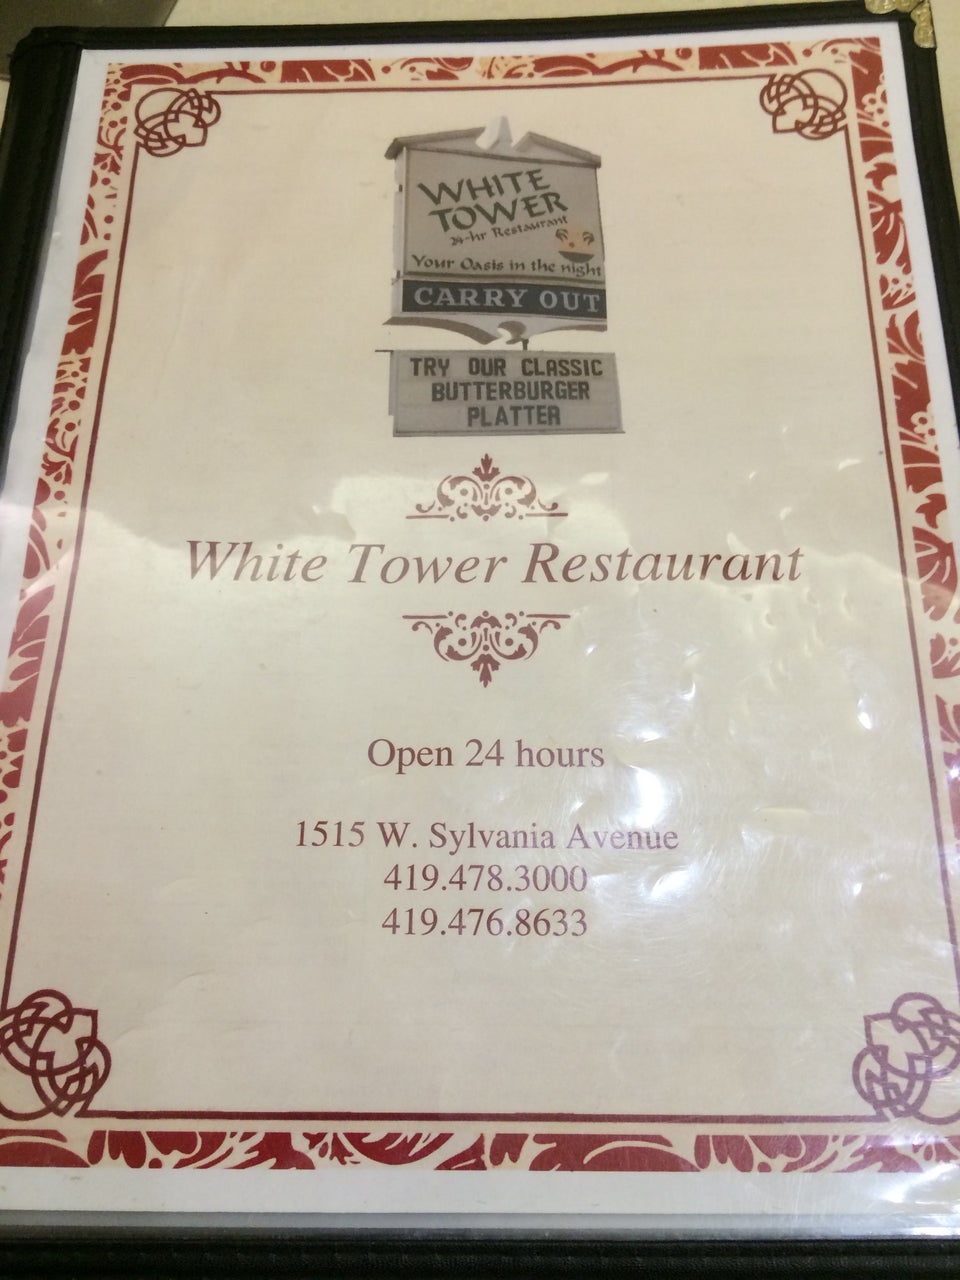 WHITE
TOWER
24-hr Restaurant
Your Oasis in the night
CARRY OUT
TRY OUR CLASSIC
BUTTERBURGER
PLATTER
White Tower Restaurant
Open 24 hours
1515 W. Sylvania Avenue
419.478.3000
419.476.8633